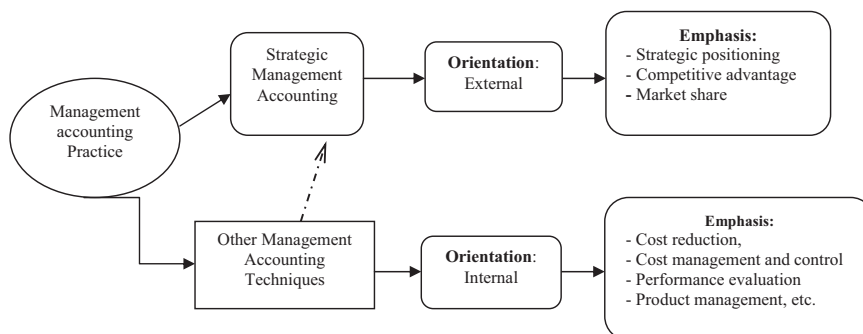 Management
accounting
Practice
Strategic
Management
Accounting
Orientation:
External
Emphasis:
- Strategic positioning
- Competitive advantage
- Market share
Other Management
Accounting
Techniques
Orientation:
Internal
Emphasis:
- Cost reduction,
- Cost management and control
- Performance evaluation
- Product management, etc.